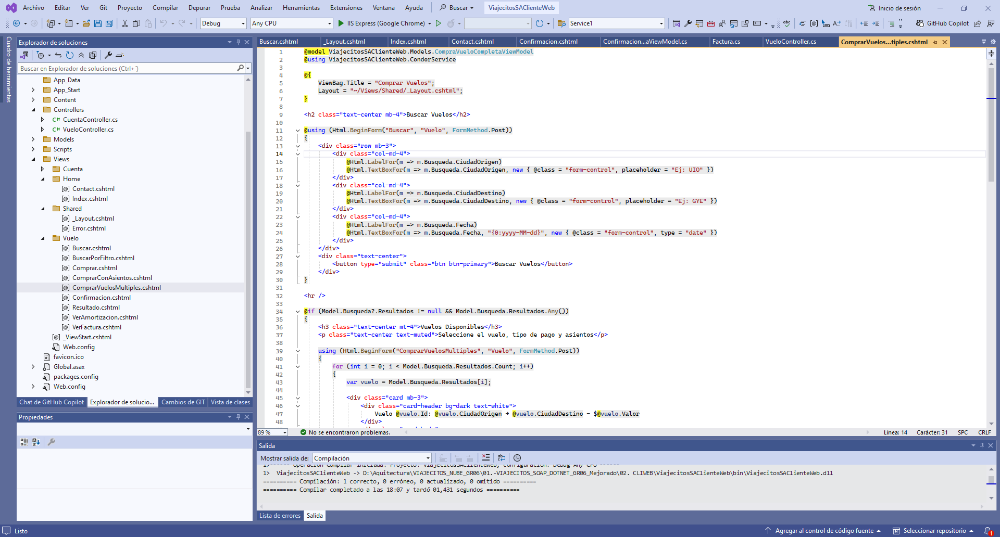 Archivo Editar Ver Git Proyecto Compilar Depurar Prueba Analizar Herramientas Extensiones Ventana Ayuda Buscar ViajecitosSAClienteWeb Inicio de sesión
Debug Any CPU IIS Express (Google Chrome) Service1 GitHub Copilot
Cuadro de herramientas
Explorador de soluciones
Buscar en Explorador de soluciones (Ctrl+´)
App_Data
App_Start
Content
Controllers
C# CuentaController.cs
C# VueloController.cs
Models
Scripts
Views
Cuenta
Home
[@] Contact.cshtml
[@] Index.cshtml
Shared
[@] _Layout.cshtml
[@] Error.cshtml
Vuelo
[@] Buscar.cshtml
[@] BuscarPorFiltro.cshtml
[@] Comprar.cshtml
[@] ComprarConAsientos.cshtml
[@] ComprarVuelosMultiples.cshtml
[@] Confirmacion.cshtml
[@] Resultado.cshtml
[@] VerAmortizacion.cshtml
[@] VerFactura.cshtml
[@] _ViewStart.cshtml
Web.config
favicon.ico
Global.asax
packages.config
Web.config
Chat de GitHub Copilot Explorador de solucio... Cambios de GIT Vista de clases
Propiedades
Buscar.cshtml _Layout.cshtml Index.cshtml Contact.cshtml Confirmacion.cshtml Confirmacion...aViewModel.cs Factura.cs VueloController.cs ComprarVuelos...tiples.cshtml
1 @model ViajecitosSAClienteWeb.Models.CompraVueloCompletaViewModel
2 @using ViajecitosSAClienteWeb.CondorService
3
4 @{
5 ViewBag.Title = "Comprar Vuelos";
6 Layout = "~/Views/Shared/_Layout.cshtml";
7 }
8
9 <h2 class="text-center mb-4">Buscar Vuelos</h2>
10
11 @using (Html.BeginForm("Buscar", "Vuelo", FormMethod.Post))
12 {
13 <div class="row mb-3">
14 <div class="col-md-4">
15 @Html.LabelFor(m => m.Busqueda.CiudadOrigen)
16 @Html.TextBoxFor(m => m.Busqueda.CiudadOrigen, new { @class = "form-control", placeholder = "Ej: UIO" })
17 </div>
18 <div class="col-md-4">
19 @Html.LabelFor(m => m.Busqueda.CiudadDestino)
20 @Html.TextBoxFor(m => m.Busqueda.CiudadDestino, new { @class = "form-control", placeholder = "Ej: GYE" })
21 </div>
22 <div class="col-md-4">
23 @Html.LabelFor(m => m.Busqueda.Fecha)
24 @Html.TextBoxFor(m => m.Busqueda.Fecha, "{0:yyyy-MM-dd}", new { @class = "form-control", type = "date" })
25 </div>
26 </div>
27 <div class="text-center">
28 <button type="submit" class="btn btn-primary">Buscar Vuelos</button>
29 </div>
30 }
31
32 <hr />
33
34 @if (Model.Busqueda?.Resultados != null && Model.Busqueda.Resultados.Any())
35 {
36 <h3 class="text-center mt-4">Vuelos Disponibles</h3>
37 <p class="text-center text-muted">Seleccione el vuelo, tipo de pago y asientos</p>
38
39 using (Html.BeginForm("ComprarVuelosMultiples", "Vuelo", FormMethod.Post))
40 {
41 for (int i = 0; i < Model.Busqueda.Resultados.Count; i++)
42 {
43 var vuelo = Model.Busqueda.Resultados[i];
44
45 <div class="card mb-3">
46 <div class="card-header bg-dark text-white">
47 Vuelo @vuelo.Id: @vuelo.CiudadOrigen → @vuelo.CiudadDestino - $@vuelo.Valor
48 </div>
89 % No se encontraron problemas. Línea: 14 Carácter: 31 SPC CRLF
Salida
Mostrar salida de: Compilación
1>------ Operación Compilar iniciada: Proyecto: ViajecitosSAClienteWeb, Configuración: Debug Any CPU ------
1> ViajecitosSAClienteWeb -> D:\Aquitectura\VIAJECITOS_NUBE_GR06\01.-VIAJECITOS_SOAP_DOTNET_GR06_Mejorado\02. CLIWEB\ViajecitosSAClienteWeb\bin\ViajecitosSAClienteWeb.dll
========== Compilación: 1 correcto, 0 erróneo, 0 actualizado, 0 omitido ==========
========== Compilar completado a las 18:07 y tardó 01,431 segundos ==========
Lista de errores Salida
Listo Agregar al control de código fuente Seleccionar repositorio 1